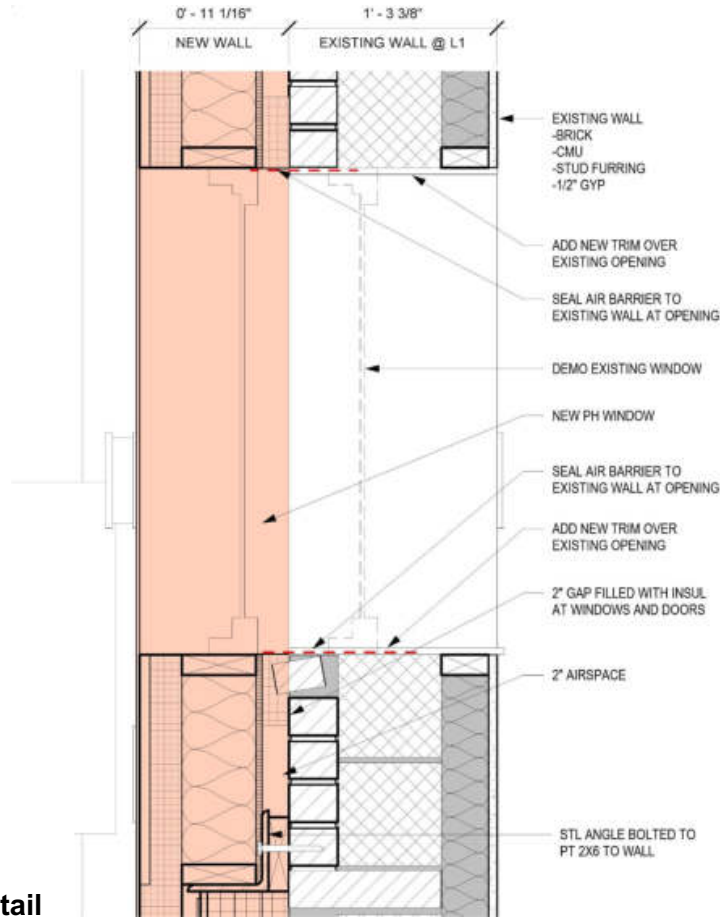 0' - 11 1/16"
1' - 3 3/8"
NEW WALL
EXISTING WALL @ L1
EXISTING WALL
-BRICK
-CMU
-STUD FURRING
-1/2" GYP
ADD NEW TRIM OVER
EXISTING OPENING
SEAL AIR BARRIER TO
EXISTING WALL AT OPENING
DEMO EXISTING WINDOW
NEW PH WINDOW
SEAL AIR BARRIER TO
EXISTING WALL AT OPENING
ADD NEW TRIM OVER
EXISTING OPENING
2" GAP FILLED WITH INSUL
AT WINDOWS AND DOORS
2" AIRSPACE
STL ANGLE BOLTED TO
PT 2X6 TO WALL
tail